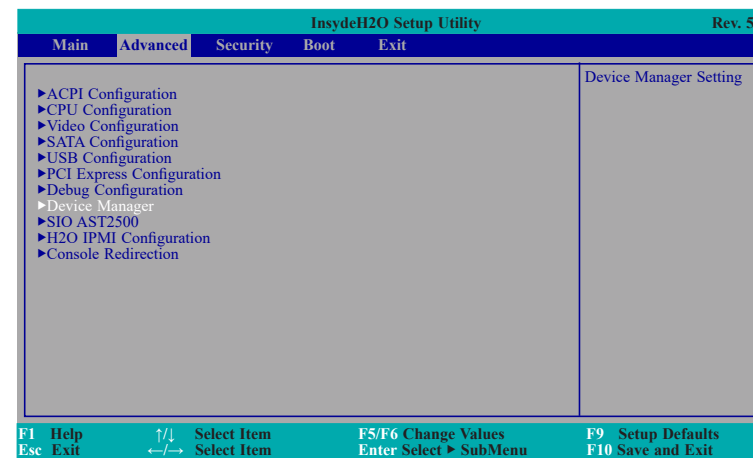 InsydeH2O Setup Utility Rev. 5
Main Advanced Security Boot Exit
Device Manager Setting
▶ACPI Configuration
▶CPU Configuration
▶Video Configuration
▶SATA Configuration
▶USB Configuration
▶PCI Express Configuration
▶Debug Configuration
▶Device Manager
▶SIO AST2500
▶H2O IPMI Configuration
▶Console Redirection
F1 Help ↑/↓ Select Item F5/F6 Change Values F9 Setup Defaults
Esc Exit ←/→ Select Item Enter Select ▶ SubMenu F10 Save and Exit